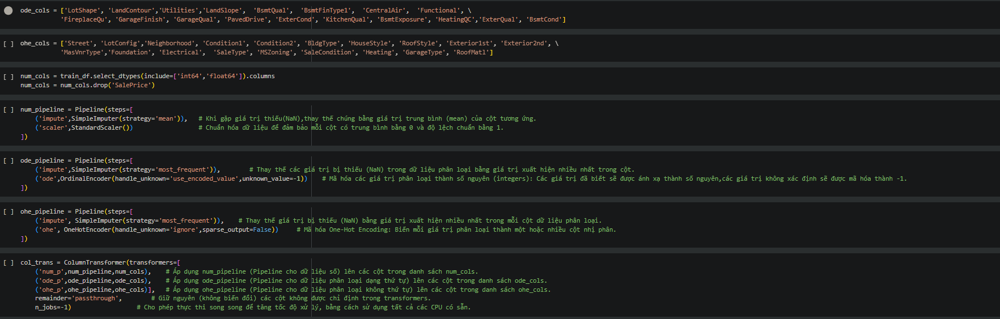 ode_cols = ['LotShape', 'LandContour','Utilities','LandSlope', 'BsmtQual', 'BsmtFinType1', 'CentralAir', 'Functional', \
'FireplaceQu', 'GarageFinish', 'GarageQual', 'PavedDrive', 'ExterCond', 'KitchenQual', 'BsmtExposure', 'HeatingQC','ExterQual', 'BsmtCond']
[ ] ohe_cols = ['Street', 'LotConfig','Neighborhood', 'Condition1', 'Condition2', 'BldgType', 'HouseStyle', 'RoofStyle', 'Exterior1st', 'Exterior2nd', \
'MasVnrType','Foundation', 'Electrical', 'SaleType', 'MSZoning', 'SaleCondition', 'Heating', 'GarageType', 'RoofMatl']
[ ] num_cols = train_df.select_dtypes(include=['int64','float64']).columns
num_cols = num_cols.drop('SalePrice')
[ ] num_pipeline = Pipeline(steps=[
('impute',SimpleImputer(strategy='mean')), # Khi gặp giá trị thiếu(NaN),thay thế chúng bằng giá trị trung bình (mean) của cột tương ứng.
('scaler',StandardScaler()) # Chuẩn hóa dữ liệu để đảm bảo mỗi cột có trung bình bằng 0 và độ lệch chuẩn bằng 1.
])
[ ] ode_pipeline = Pipeline(steps=[
('impute',SimpleImputer(strategy='most_frequent')), # Thay thế các giá trị bị thiếu (NaN) trong dữ liệu phân loại bằng giá trị xuất hiện nhiều nhất trong cột.
('ode',OrdinalEncoder(handle_unknown='use_encoded_value',unknown_value=-1)) # Mã hóa các giá trị phân loại thành số nguyên (integers): Các giá trị đã biết sẽ được ánh xạ thành số nguyên,các giá trị không xác định sẽ được mã hóa thành -1.
])
[ ] ohe_pipeline = Pipeline(steps=[
('impute', SimpleImputer(strategy='most_frequent')), # Thay thế giá trị bị thiếu (NaN) bằng giá trị xuất hiện nhiều nhất trong mỗi cột dữ liệu phân loại.
('ohe', OneHotEncoder(handle_unknown='ignore',sparse_output=False)) # Mã hóa One-Hot Encoding: Biến mỗi giá trị phân loại thành một hoặc nhiều cột nhị phân.
])
[ ] col_trans = ColumnTransformer(transformers=[
('num_p',num_pipeline,num_cols), # Áp dụng num_pipeline (Pipeline cho dữ liệu số) lên các cột trong danh sách num_cols.
('ode_p',ode_pipeline,ode_cols), # Áp dụng ode_pipeline (Pipeline cho dữ liệu phân loại dạng thứ tự) lên các cột trong danh sách ode_cols.
('ohe_p',ohe_pipeline,ohe_cols)], # Áp dụng ohe_pipeline (Pipeline cho dữ liệu phân loại không thứ tự) lên các cột trong danh sách ohe_cols.
remainder='passthrough', # Giữ nguyên (không biến đổi) các cột không được chỉ định trong transformers.
n_jobs=-1) # Cho phép thực thi song song để tăng tốc độ xử lý, bằng cách sử dụng tất cả các CPU có sẵn.